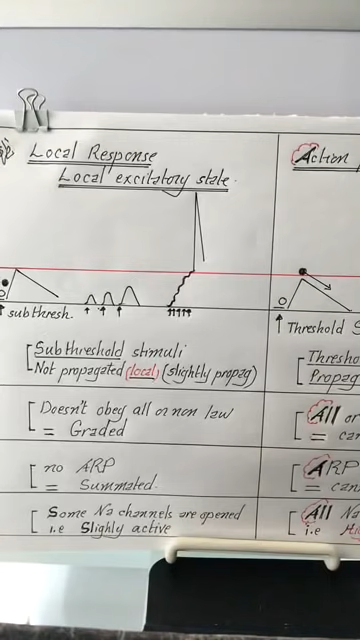 Local Response
Local excitatory state.
Action
subthresh.
Threshold S
Subthreshold stimuli
Not propagated (local) (slightly propag)
Thresho
Propag
Doesn't obey all or non law
= Graded
All or
= can
no ARP
= Summated.
ARP
= can
Some Na channels are opened
i.e Slighly active
All Na
i.e